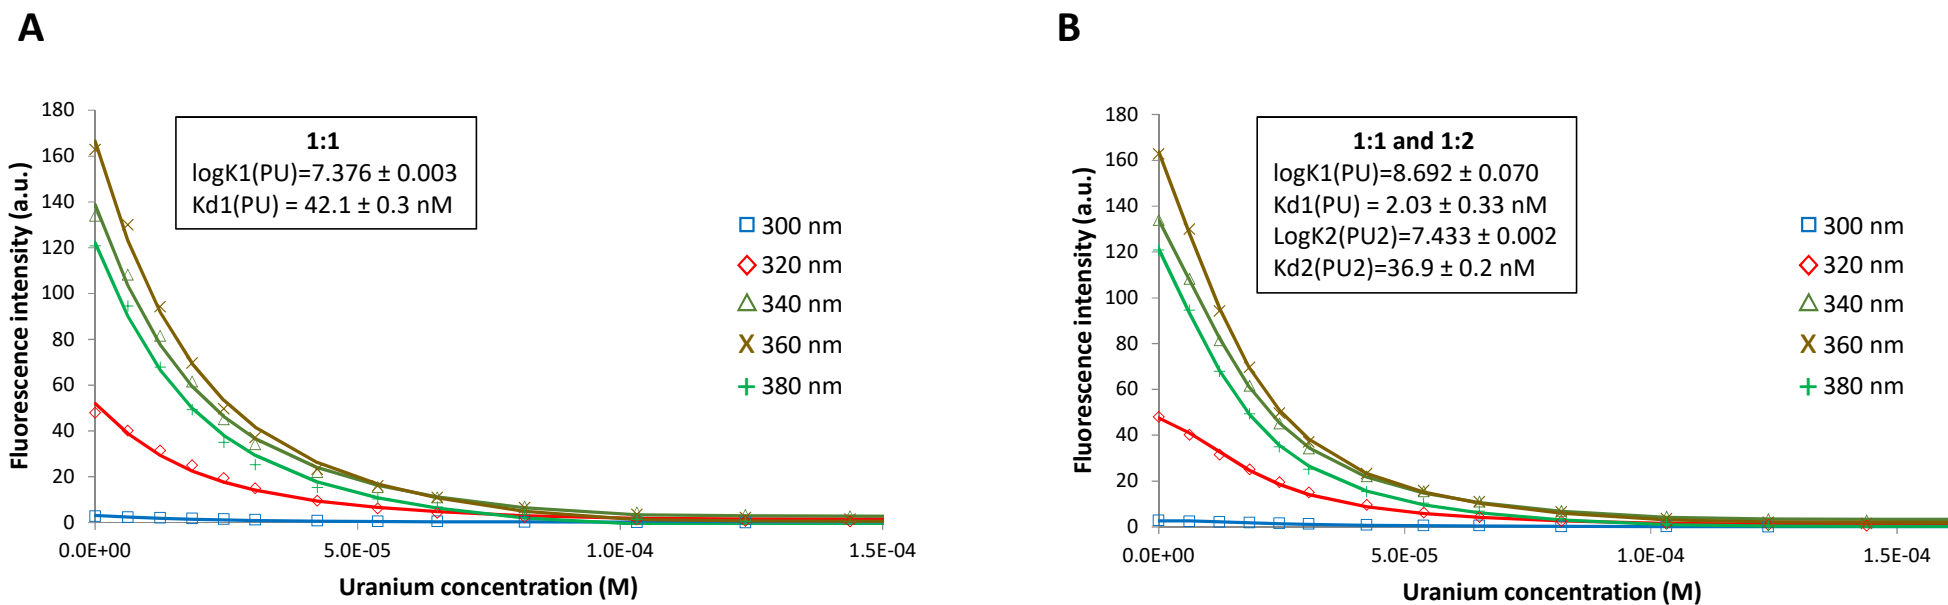 A
Fluorescence intensity (a.u.)
180
160
140
120
100
80
60
40
20
0
1:1
logK1(PU)=7.376 ± 0.003
Kd1(PU) = 42.1 ± 0.3 nM
300 nm
320 nm
340 nm
360 nm
380 nm
0.0E+00
5.0E-05
1.0E-04
1.5E-04
Uranium concentration (M)
B
Fluorescence intensity (a.u.)
180
160
140
120
100
80
60
40
20
0
1:1 and 1:2
logK1(PU)=8.692 ± 0.070
Kd1(PU) = 2.03 ± 0.33 nM
LogK2(PU2)=7.433 ± 0.002
Kd2(PU2)=36.9 ± 0.2 nM
300 nm
320 nm
340 nm
360 nm
380 nm
0.0E+00
5.0E-05
1.0E-04
1.5E-04
Uranium concentration (M)